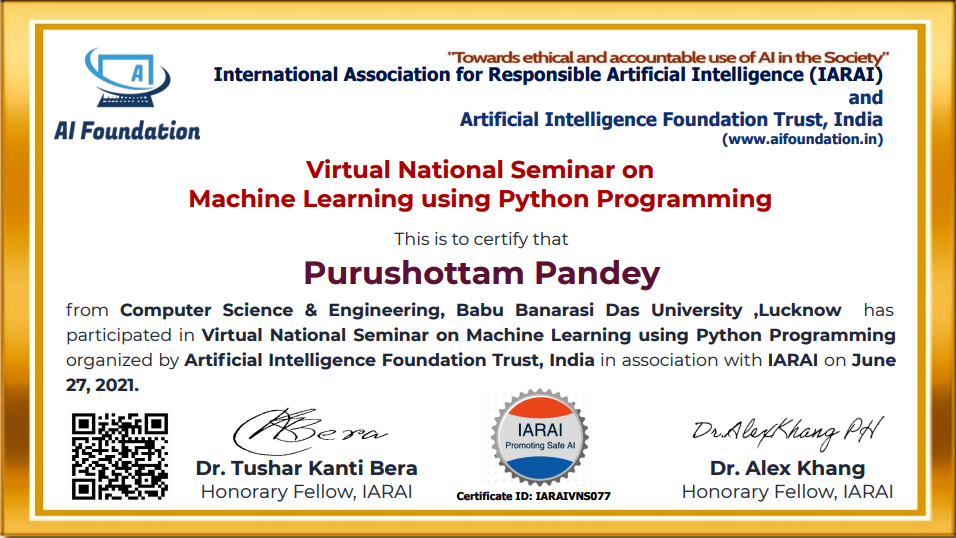 AI
AI Foundation
"Towards ethical and accountable use of AI in the Society"
International Association for Responsible Artificial Intelligence (IARAI)
and
Artificial Intelligence Foundation Trust, India
(www.aifoundation.in)
Virtual National Seminar on
Machine Learning using Python Programming
This is to certify that
Purushottam Pandey
from Computer Science & Engineering, Babu Banarasi Das University ,Lucknow has
participated in Virtual National Seminar on Machine Learning using Python Programming
organized by Artificial Intelligence Foundation Trust, India in association with IARAI on June
27, 2021.
Bera
Dr. Tushar Kanti Bera
Honorary Fellow, IARAI
IARAI
Promoting Safe AI
Certificate ID: IARAIVNS077
Dr.AlexKhang PH
Dr. Alex Khang
Honorary Fellow, IARAI